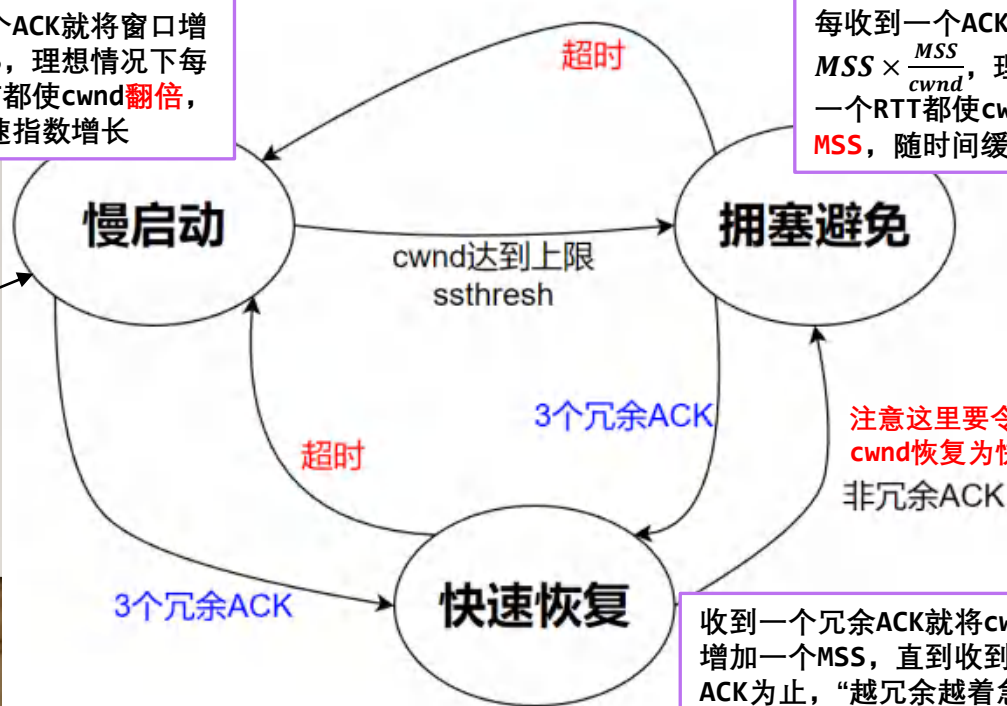 个ACK就将窗口增
，理想情况下每
都使cwnd翻倍，
速指数增长
每收到一个ACK
MSS × MSS/cwnd，理
一个RTT都使cw
MSS，随时间缓
超时
慢启动
拥塞避免
cwnd达到上限
ssthresh
3个冗余ACK
注意这里要令
cwnd恢复为快
非冗余ACK
超时
3个冗余ACK
快速恢复
收到一个冗余ACK就将cw
增加一个MSS，直到收到
ACK为止，“越冗余越着急